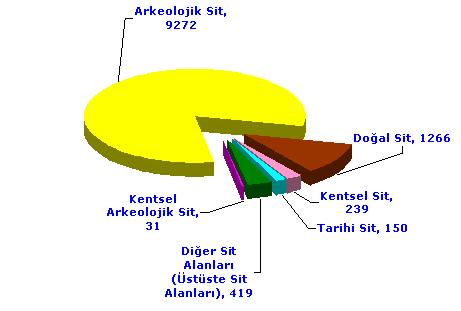 Arkeolojik Sit,
9272
Doğal Sit, 1266
Kentsel Sit,
239
Tarihi Sit, 150
Diğer Sit
Alanları
(Üstüste Sit
Alanları), 419
Kentsel
Arkeolojik Sit,
31